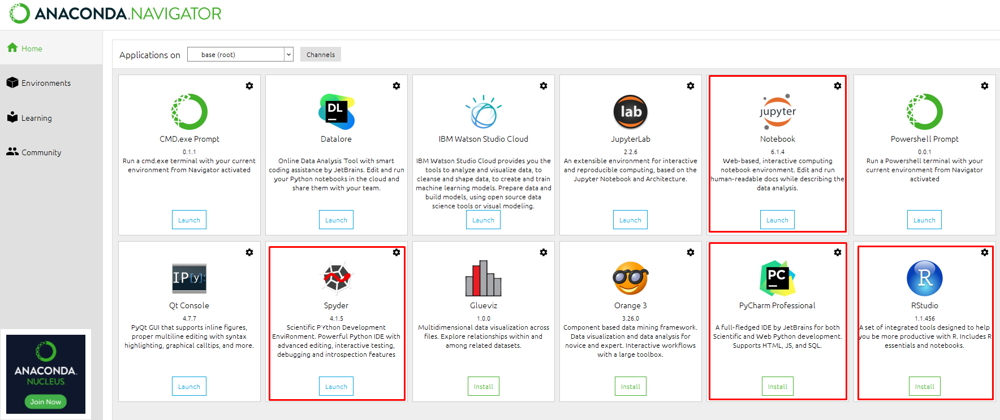 ANACONDA.NAVIGATOR
Home
Environments
Learning
Community
ANACONDA.
NUCLEUS
Join Now
Applications on
base (root)
Channels
CMD.exe Prompt
0.1.1
Run a cmd.exe terminal with your current
environment from Navigator activated
Launch
DL
Datalore
Online Data Analysis Tool with smart
coding assistance by JetBrains. Edit and run
your Python notebooks in the cloud and
share them with your team.
Launch
IBM Watson Studio Cloud
IBM Watson Studio Cloud provides you the
tools to analyze and visualize data, to
cleanse and shape data, to create and train
machine learning models. Prepare data and
build models, using open source data
science tools or visual modeling.
Launch
lab
JupyterLab
2.2.6
An extensible environment for interactive
and reproducible computing, based on the
Jupyter Notebook and Architecture.
Launch
jupyter
Notebook
6.1.4
Web-based, interactive computing
notebook environment. Edit and run
human-readable docs while describing the
data analysis.
Launch
Powershell Prompt
0.0.1
Run a Powershell terminal with your
current environment from Navigator
activated
Launch
IP[y]:
Qt Console
4.7.7
PyQt GUI that supports inline figures,
proper multiline editing with syntax
highlighting, graphical calltips, and more.
Launch
Spyder
4.1.5
Scientific PYthon Development
EnviRonment. Powerful Python IDE with
advanced editing, interactive testing,
debugging and introspection features
Launch
Glueviz
1.0.0
Multidimensional data visualization across
files. Explore relationships within and
among related datasets.
Install
Orange 3
3.26.0
Component based data mining framework.
Data visualization and data analysis for
novice and expert. Interactive workflows
with a large toolbox.
Install
PC
PyCharm Professional
A full-fledged IDE by JetBrains for both
Scientific and Web Python development.
Supports HTML, JS, and SQL.
Install
R
RStudio
1.1.456
A set of integrated tools designed to help
you be more productive with R. Includes R
essentials and notebooks.
Install